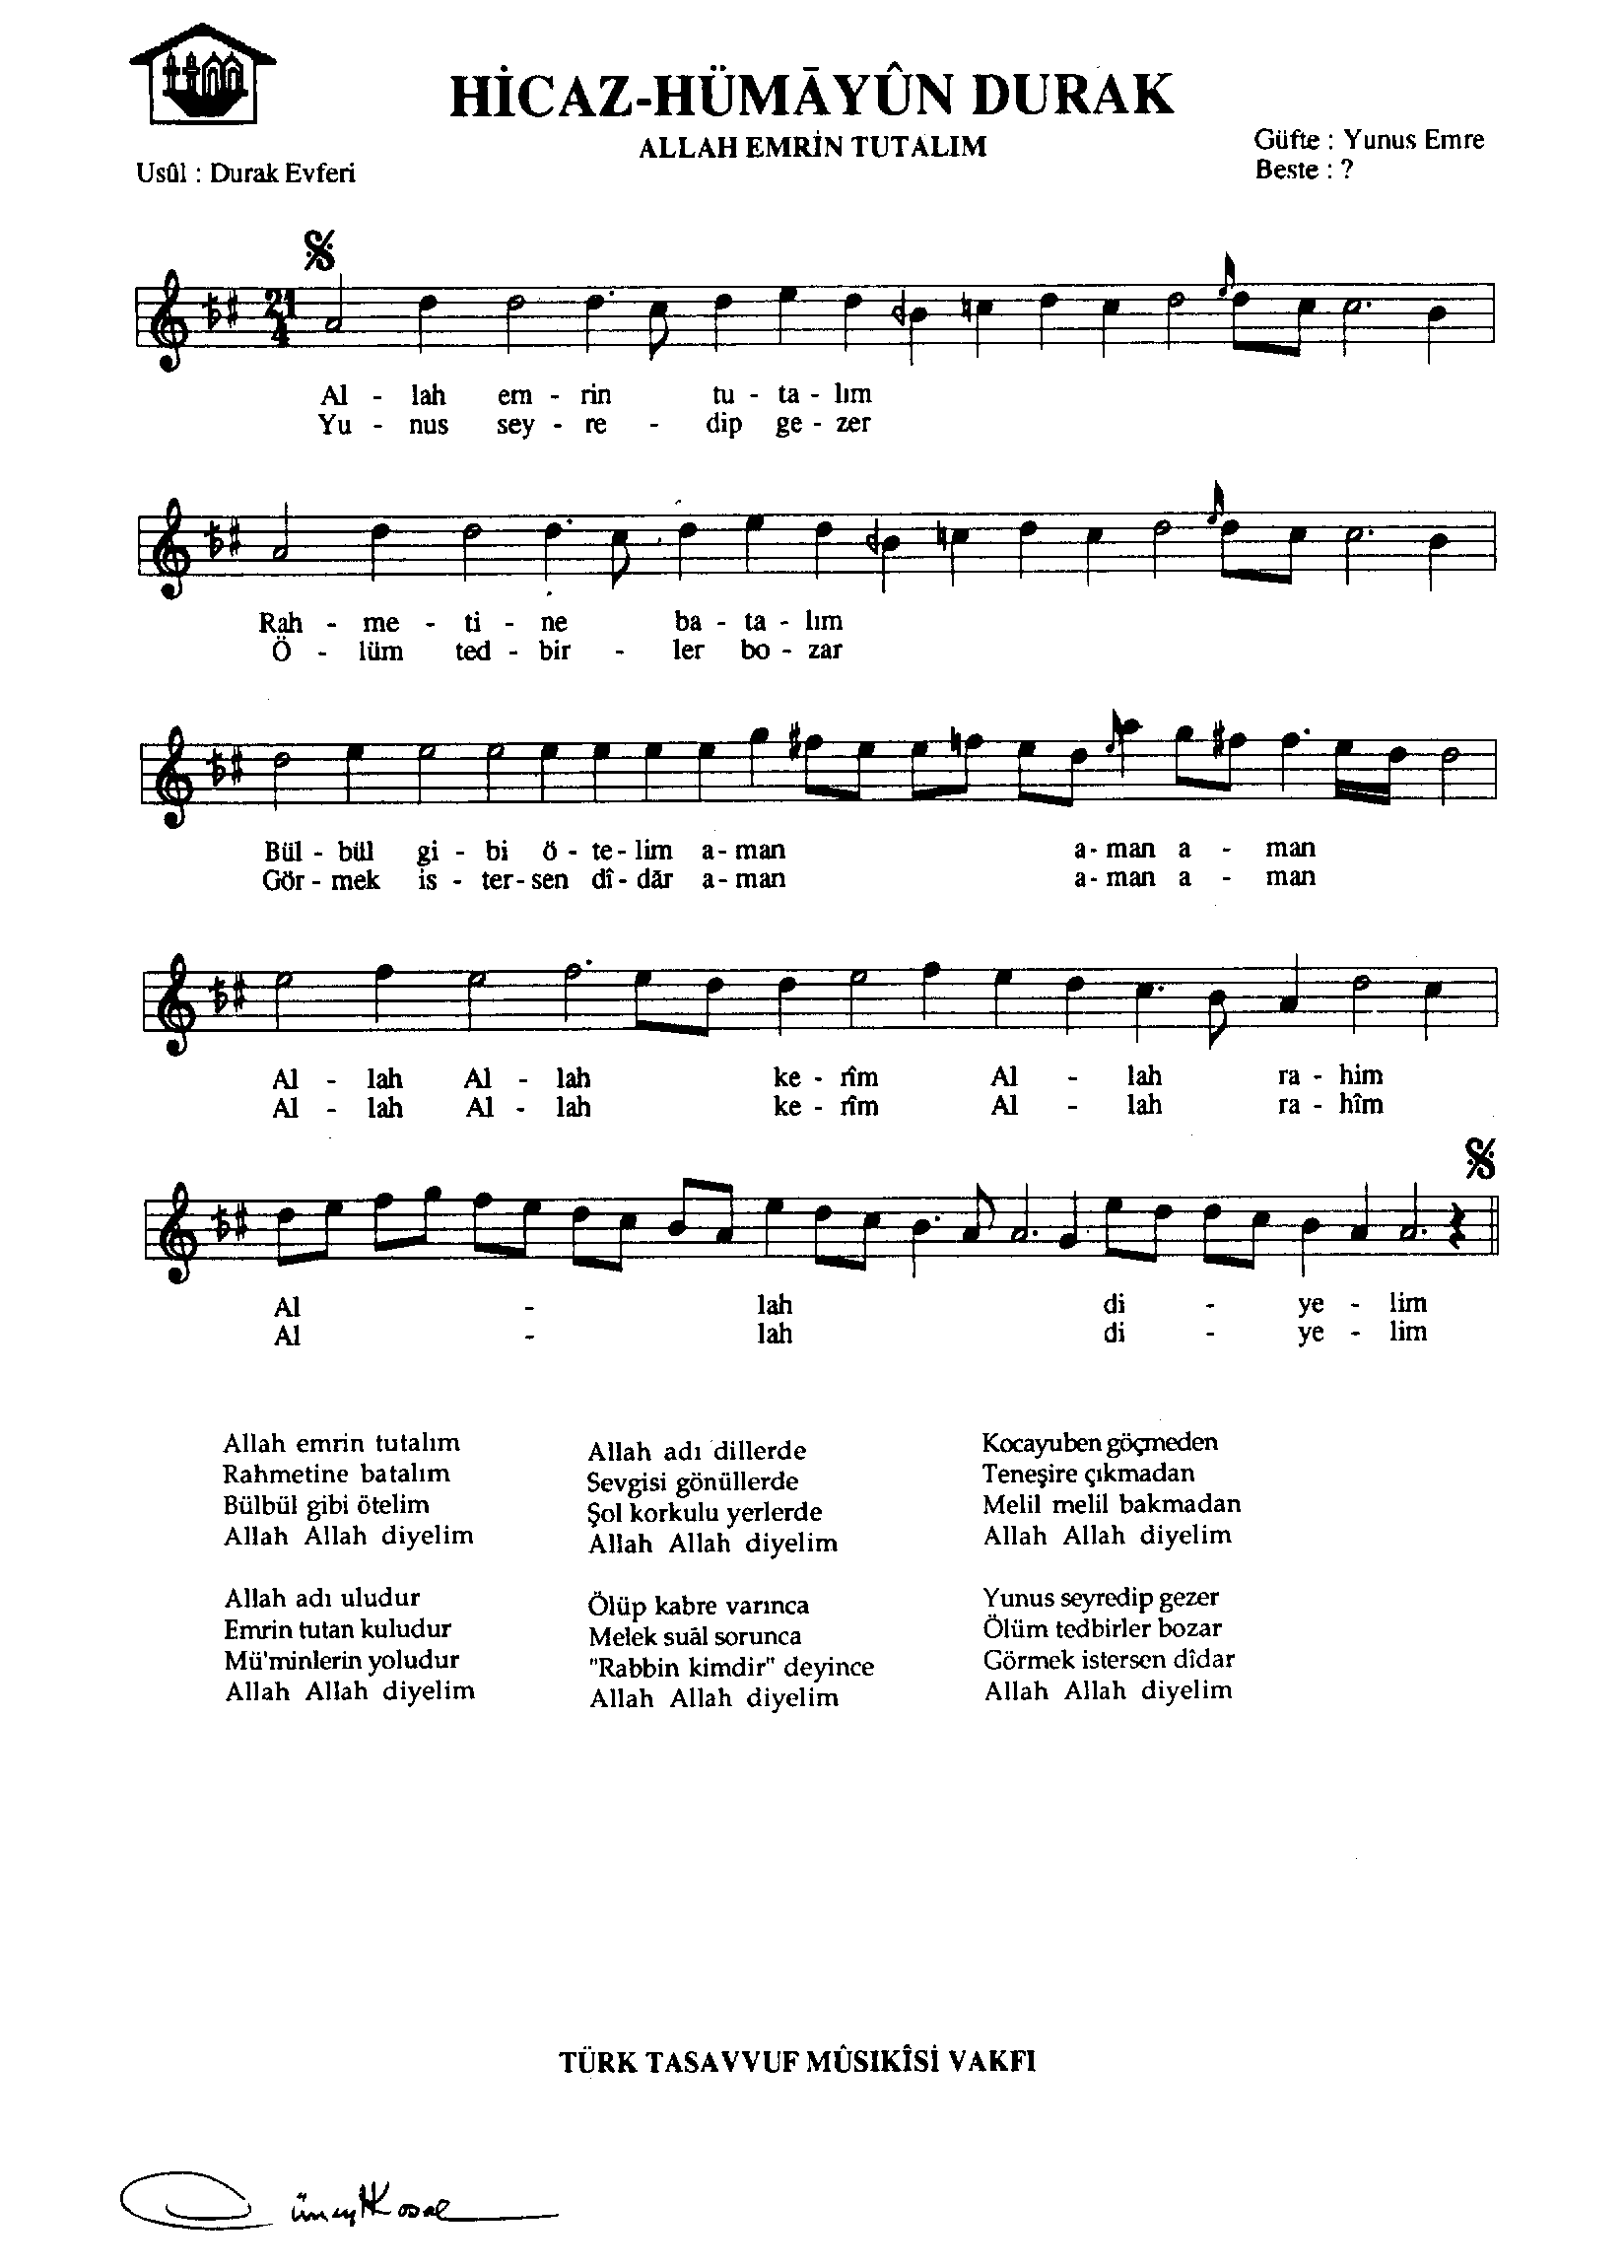 HİCAZ-HÜMĀYÛN DURAK
ALLAH EMRİN TUTALIM
Güfte : Yunus Emre
Usûl : Durak Evferi
Beste : ?
21
4
Al - lah em - rin tu - ta - lım
Yu - nus sey - re - dip ge - zer
Rah - me - ti - ne ba - ta - lım
Ö - lüm ted - bir - ler bo - zar
Bül - bül gi - bi ö - te - lim a - man a - man a - man
Gör - mek is - ter - sen dî - dār a - man a - man a - man
Al - lah Al - lah ke - rîm Al - lah ra - him
Al - lah Al - lah ke - rîm Al - lah ra - hîm
Al - lah di - ye - lim
Al - lah di - ye - lim
Allah emrin tutalım
Rahmetine batalım
Bülbül gibi ötelim
Allah Allah diyelim
Allah adı uludur
Emrin tutan kuludur
Mü'minlerin yoludur
Allah Allah diyelim
Allah adı dillerde
Sevgisi gönüllerde
Şol korkulu yerlerde
Allah Allah diyelim
Ölüp kabre varınca
Melek suāl sorunca
"Rabbin kimdir" deyince
Allah Allah diyelim
Kocayuben göçmeden
Teneşire çıkmadan
Melil melil bakmadan
Allah Allah diyelim
Yunus seyredip gezer
Ölüm tedbirler bozar
Görmek istersen dîdar
Allah Allah diyelim
TÜRK TASAVVUF MÛSIKÎSİ VAKFI
Cüneyt Kosal